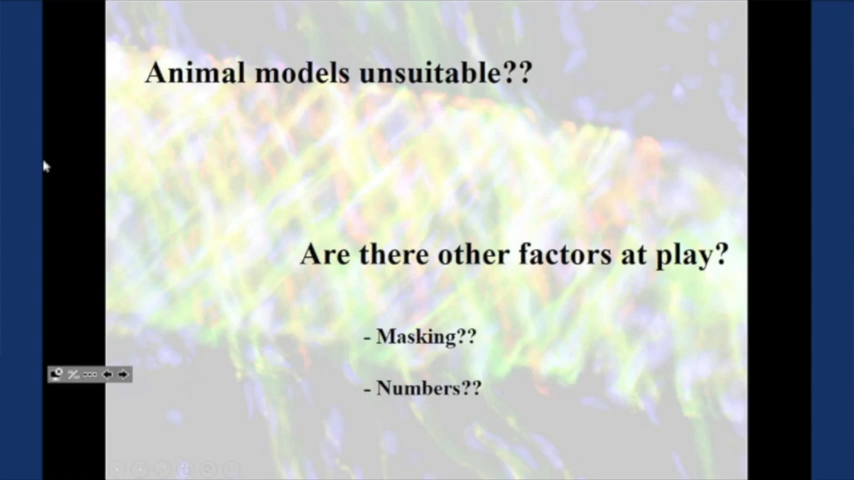 Animal models unsuitable??
Are there other factors at play?
- Masking??
- Numbers??